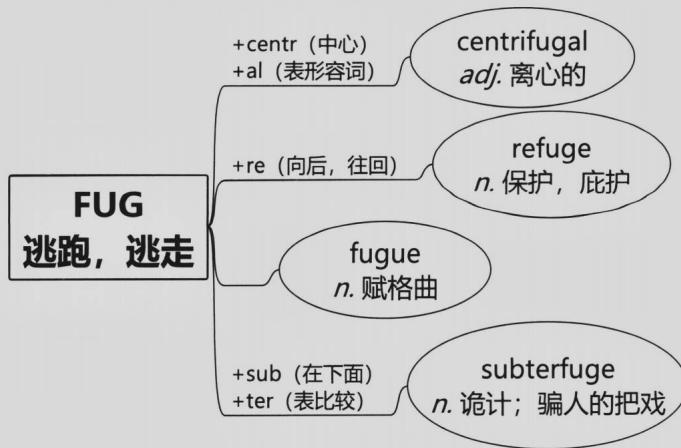 FUG
逃跑，逃走
+centr（中心）
+al（表形容词）
centrifugal
adj. 离心的
+re（向后，往回）
refuge
n. 保护，庇护
fugue
n. 赋格曲
+sub（在下面）
+ter（表比较）
subterfuge
n. 诡计；骗人的把戏